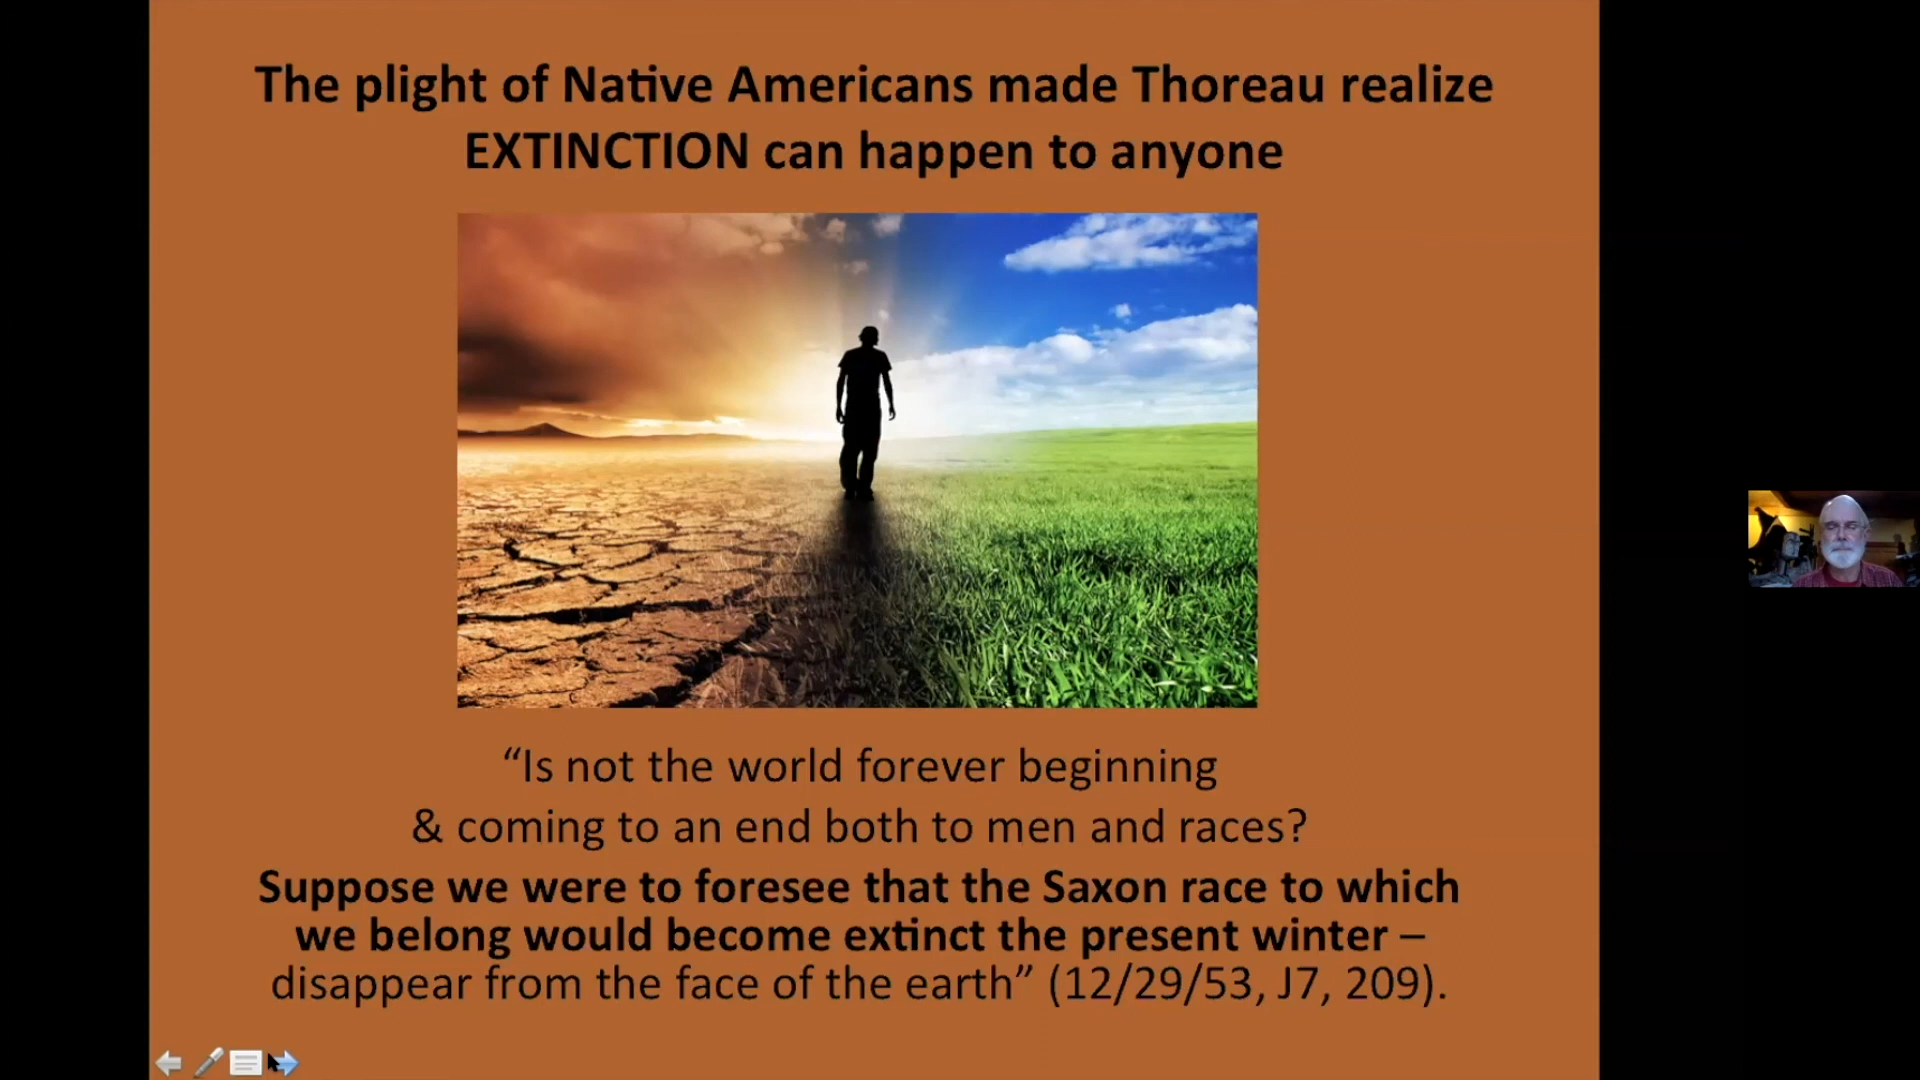 The plight of Native Americans made Thoreau realize
EXTINCTION can happen to anyone
“Is not the world forever beginning
& coming to an end both to men and races?
Suppose we were to foresee that the Saxon race to which
we belong would become extinct the present winter –
disappear from the face of the earth” (12/29/53, J7, 209).